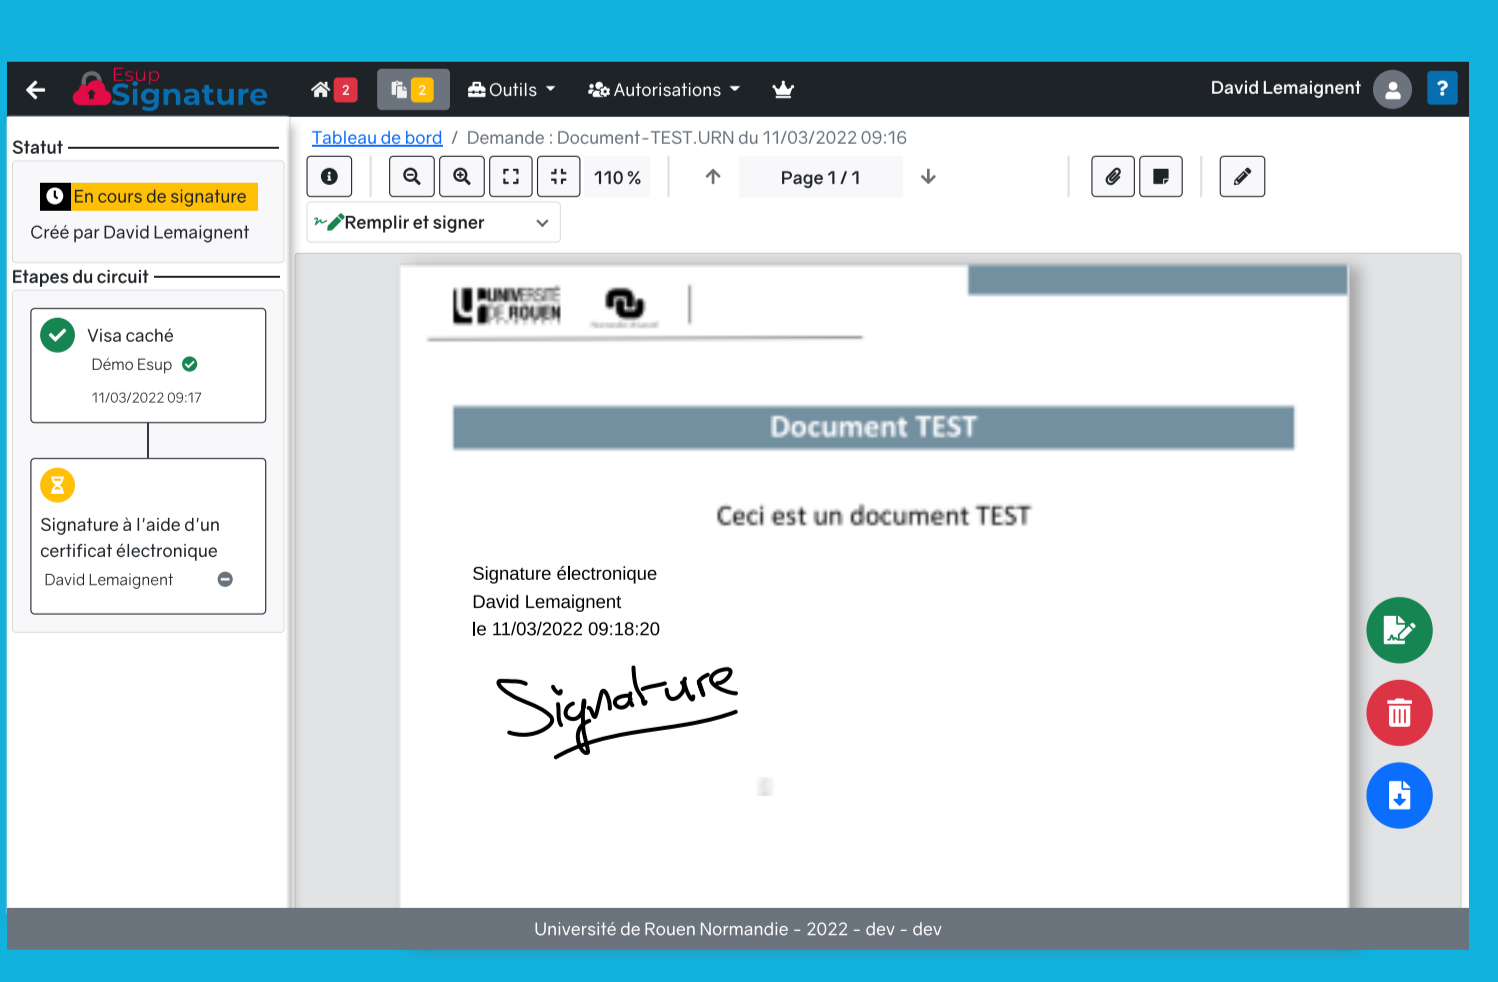 Esup
Signature
2
2
Outils
Autorisations
David Lemaignent
?
Statut
En cours de signature
Créé par David Lemaignent
Etapes du circuit
Visa caché
Démo Esup
11/03/2022 09:17
Signature à l'aide d'un
certificat électronique
David Lemaignent
Tableau de bord / Demande : Document-TEST.URN du 11/03/2022 09:16
110 %
Page 1 / 1
Remplir et signer
UNIVERSITÉ
DE ROUEN
Document TEST
Ceci est un document TEST
Signature électronique
David Lemaignent
le 11/03/2022 09:18:20
Signature
Université de Rouen Normandie - 2022 - dev - dev